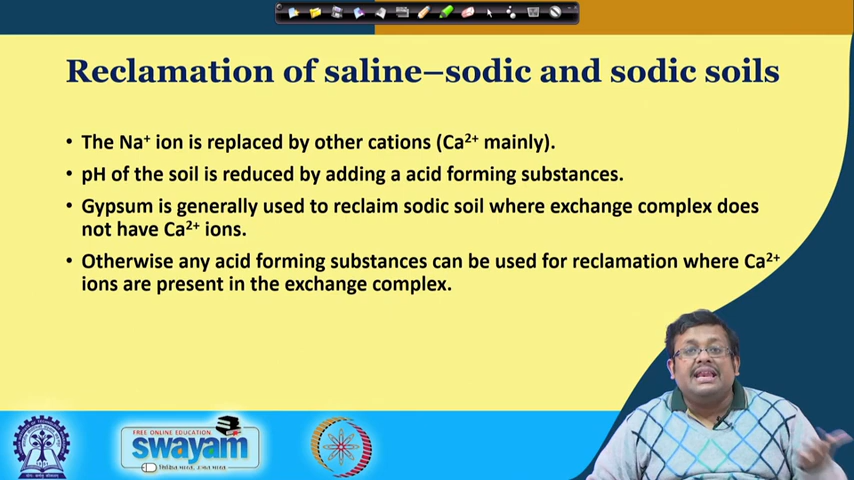 Reclamation of saline–sodic and sodic soils
• The Na⁺ ion is replaced by other cations (Ca²⁺ mainly).
• pH of the soil is reduced by adding a acid forming substances.
• Gypsum is generally used to reclaim sodic soil where exchange complex does
not have Ca²⁺ ions.
• Otherwise any acid forming substances can be used for reclamation where Ca²⁺
ions are present in the exchange complex.
FREE ONLINE EDUCATION
swayam